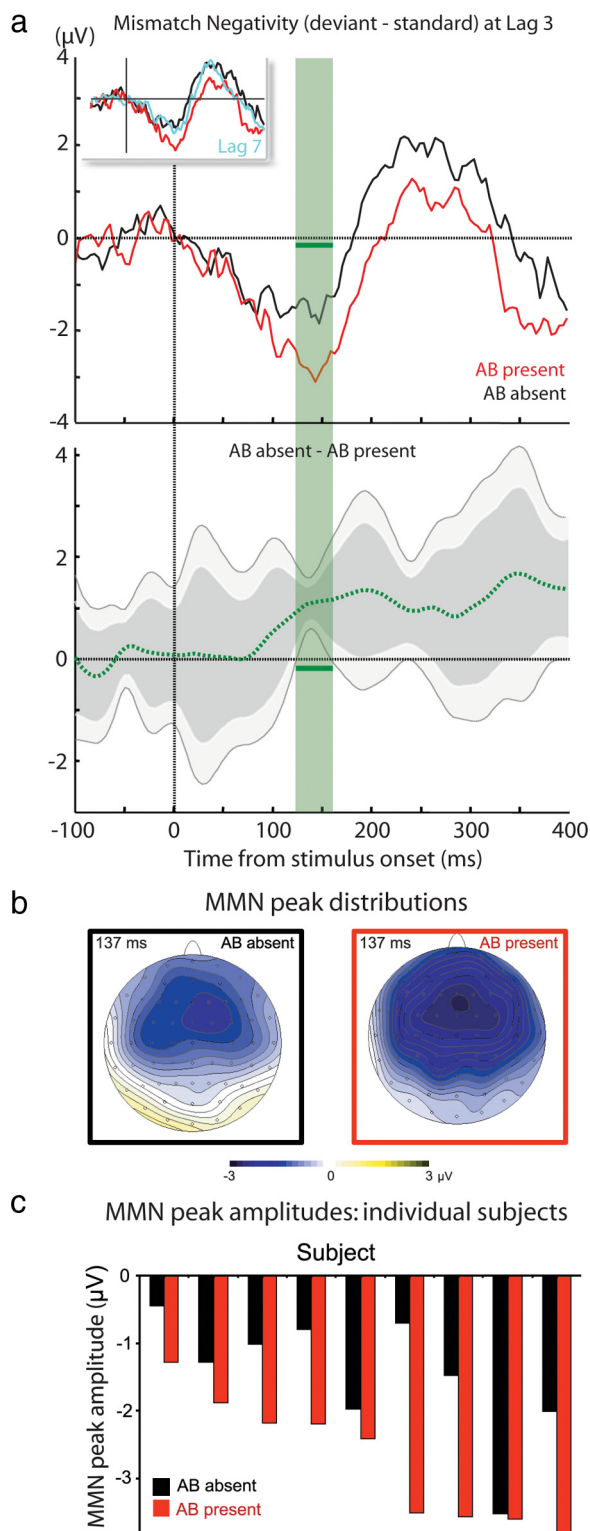 a
Mismatch Negativity (deviant - standard) at Lag 3
(µV)
4
2
0
-2
-4
Lag 7
AB present
AB absent
AB absent - AB present
4
2
0
-2
-100 0 100 200 300 400
Time from stimulus onset (ms)
b
MMN peak distributions
137 ms AB absent
137 ms AB present
-3 0 3 µV
c
MMN peak amplitudes: individual subjects
Subject
MMN peak amplitude (µV)
0
-1
-2
-3
AB absent
AB present